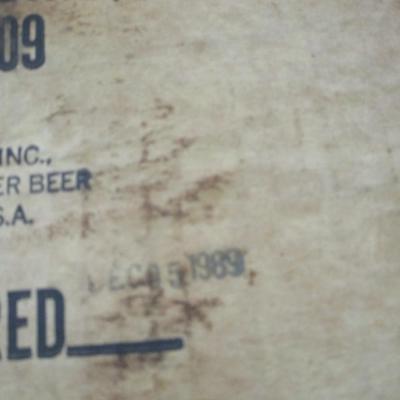 09
INC.,
ER BEER
S.A.
RED DEC 05 1989